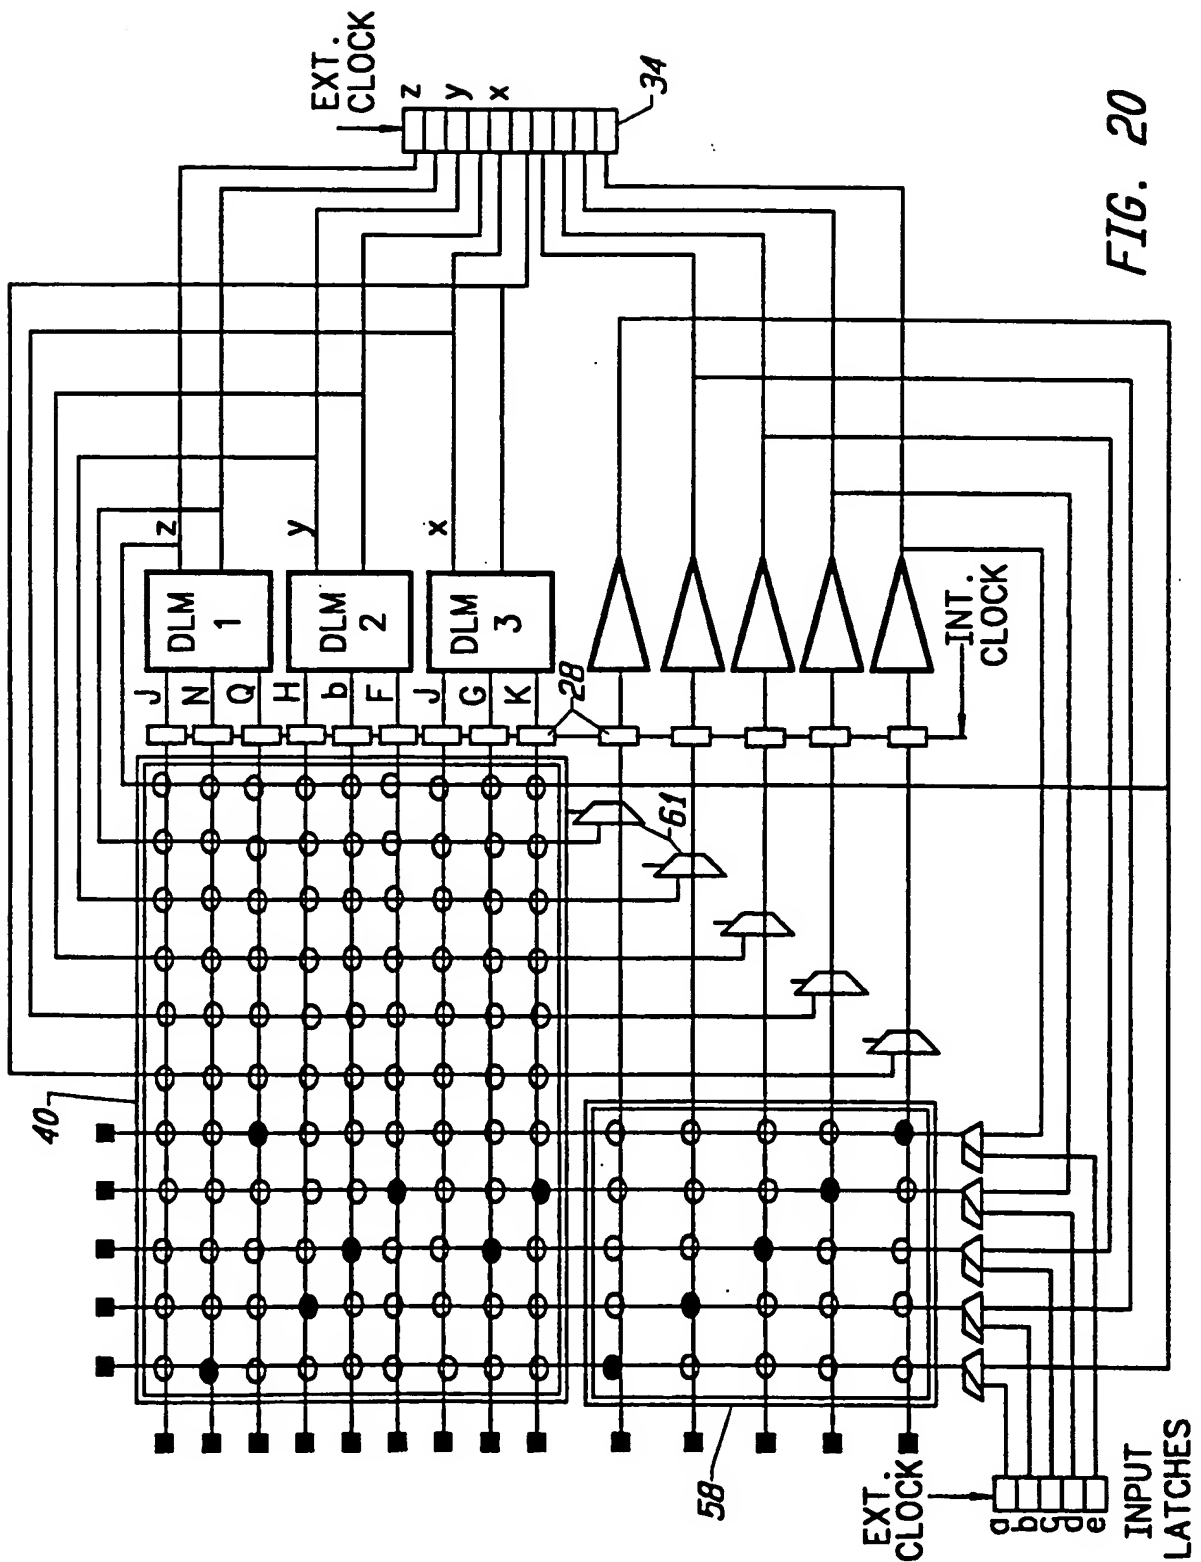 EXT.
CLOCK
z
y
x
34
FIG. 20
40
z
y
x
DLM
1
DLM
2
DLM
3
J
N
Q
H
b
F
J
G
K
28
61
INT.
CLOCK
58
EXT.
CLOCK
a
b
c
d
e
INPUT
LATCHES